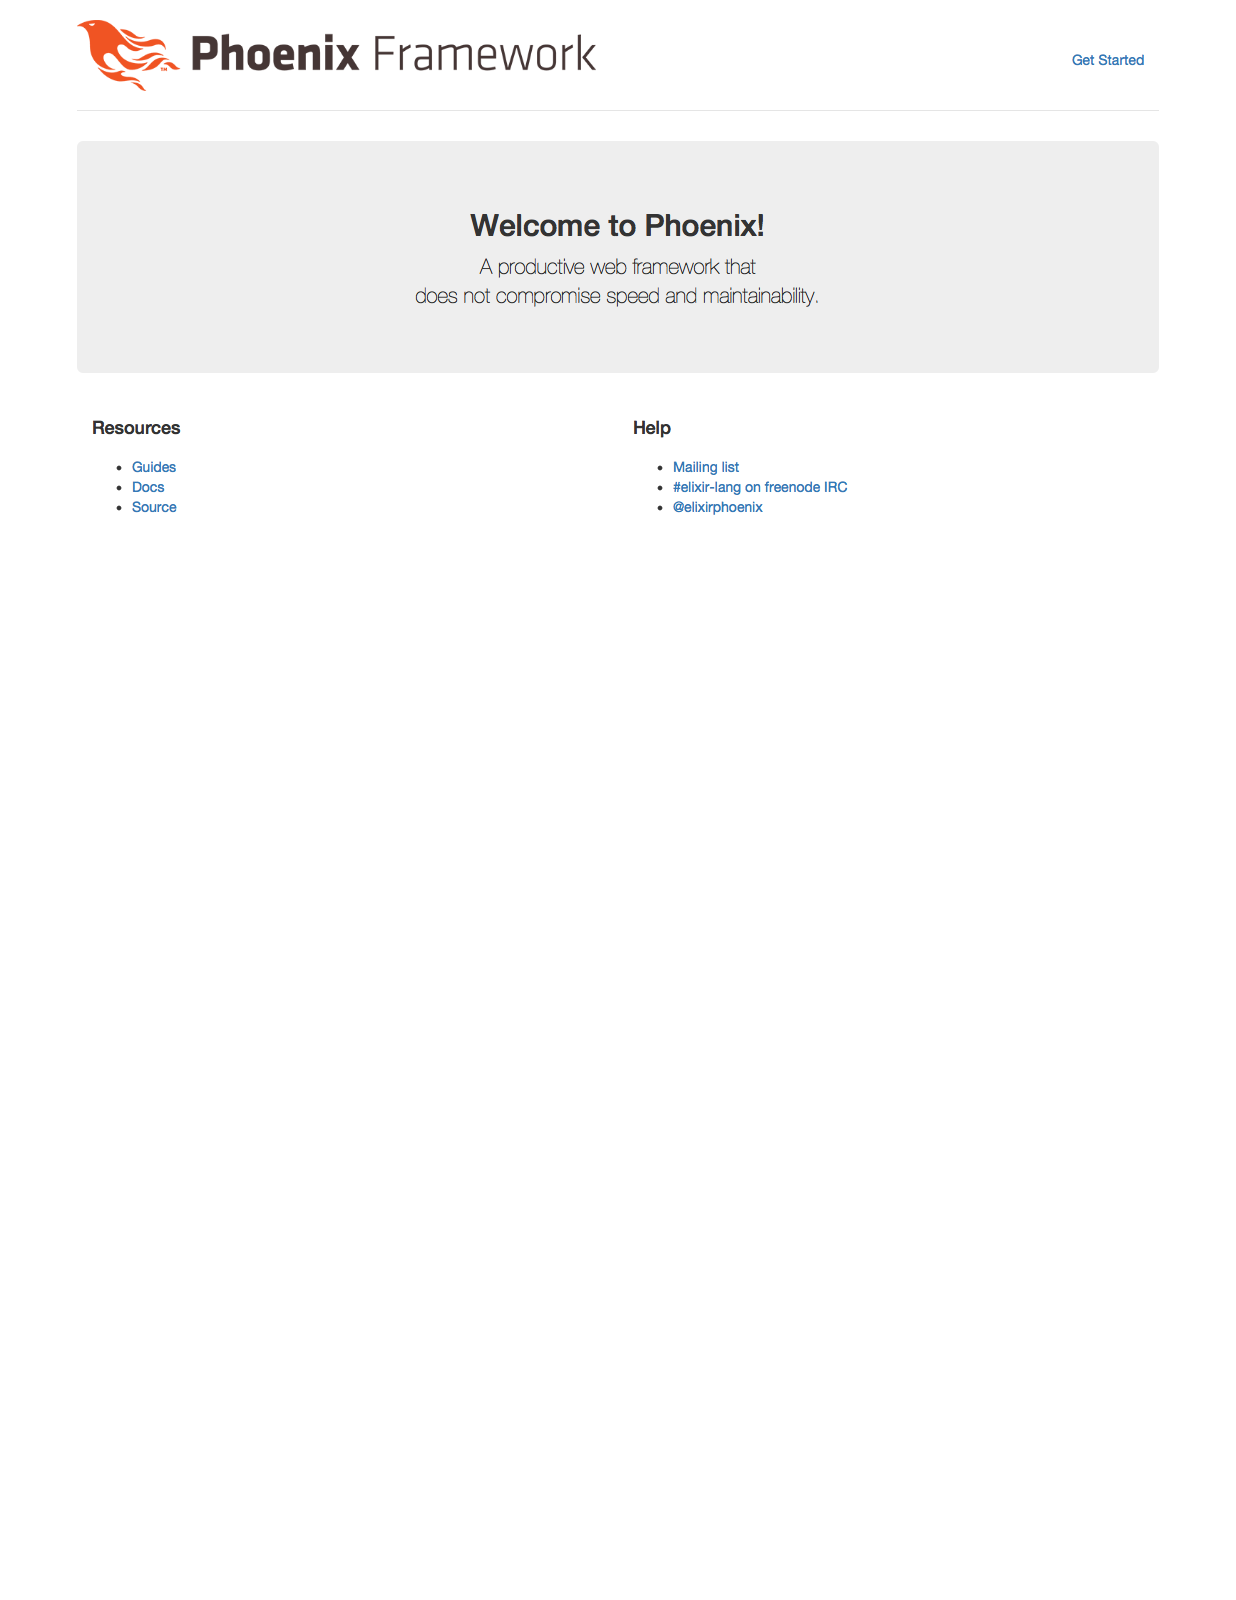 Phoenix Framework
Get Started
Welcome to Phoenix!
A productive web framework that
does not compromise speed and maintainability.
Resources
Guides
Docs
Source
Help
Mailing list
#elixir-lang on freenode IRC
@elixirphoenix